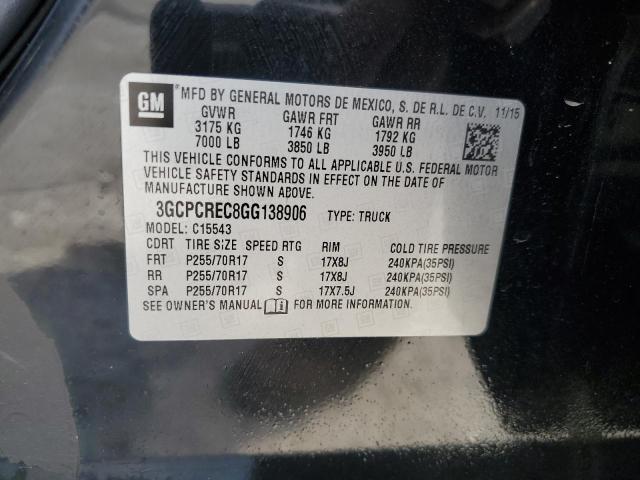 GM
*MFD BY GENERAL MOTORS DE MEXICO, S. DE R.L. DE C.V. 11/15
GVWR GAWR FRT GAWR RR
3175 KG 1746 KG 1792 KG
7000 LB 3850 LB 3950 LB
THIS VEHICLE CONFORMS TO ALL APPLICABLE U.S. FEDERAL MOTOR
VEHICLE SAFETY STANDARDS IN EFFECT ON THE DATE OF
MANUFACTURE SHOWN ABOVE.
3GCPCREC8GG138906 TYPE: TRUCK
MODEL: C15543
CDRT TIRE SIZE SPEED RTG RIM COLD TIRE PRESSURE
FRT P255/70R17 S 17X8J 240KPA(35PSI)
RR P255/70R17 S 17X8J 240KPA(35PSI)
SPA P255/70R17 S 17X7.5J 240KPA(35PSI)
SEE OWNER'S MANUAL FOR MORE INFORMATION.